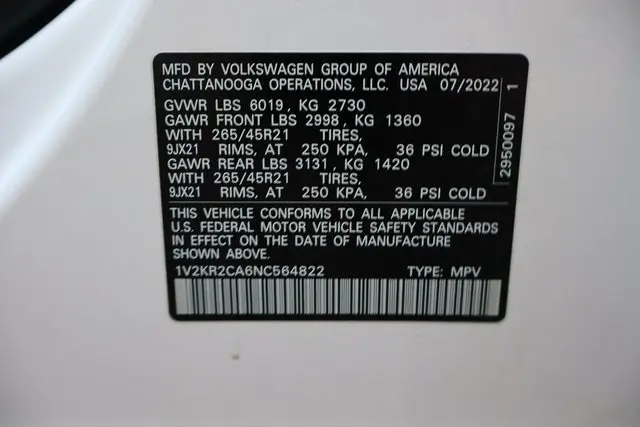 MFD BY VOLKSWAGEN GROUP OF AMERICA
CHATTANOOGA OPERATIONS, LLC. USA 07/2022
GVWR LBS 6019, KG 2730
GAWR FRONT LBS 2998, KG 1360
WITH 265/45R21 TIRES,
9JX21 RIMS, AT 250 KPA, 36 PSI COLD
GAWR REAR LBS 3131, KG 1420
WITH 265/45R21 TIRES,
9JX21 RIMS, AT 250 KPA, 36 PSI COLD
THIS VEHICLE CONFORMS TO ALL APPLICABLE
U.S. FEDERAL MOTOR VEHICLE SAFETY STANDARDS
IN EFFECT ON THE DATE OF MANUFACTURE
SHOWN ABOVE.
1V2KR2CA6NC564822 TYPE: MPV
2950097 1